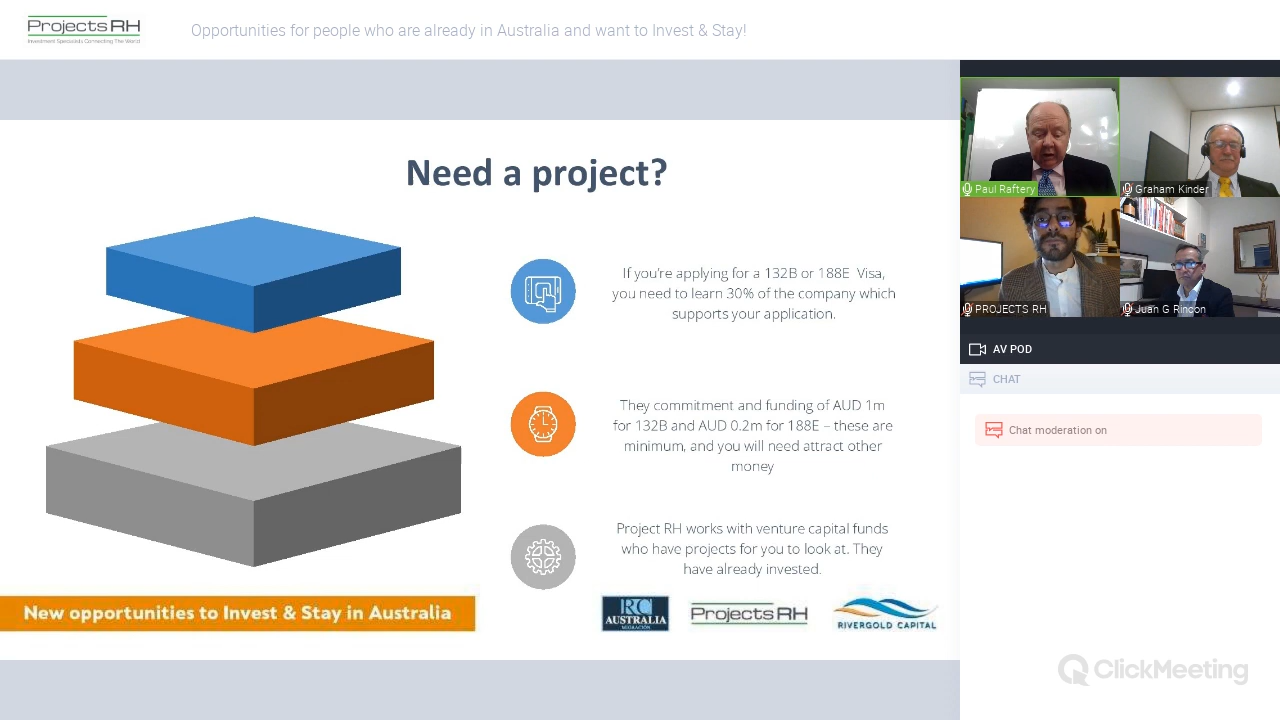 Projects RH
Investment Specialists Connecting The World
Opportunities for people who are already in Australia and want to Invest & Stay!
Need a project?
If you're applying for a 132B or 188E Visa,
you need to learn 30% of the company which
supports your application.
They commitment and funding of AUD 1m
for 132B and AUD 0.2m for 188E – these are
minimum, and you will need attract other
money
Project RH works with venture capital funds
who have projects for you to look at. They
have already invested.
New opportunities to Invest & Stay in Australia
RC
AUSTRALIA
MIGRACIÓN
Projects RH
RIVERGOLD CAPITAL
Paul Raftery
Graham Kinder
PROJECTS RH
Juan G Rincon
AV POD
CHAT
Chat moderation on
ClickMeeting